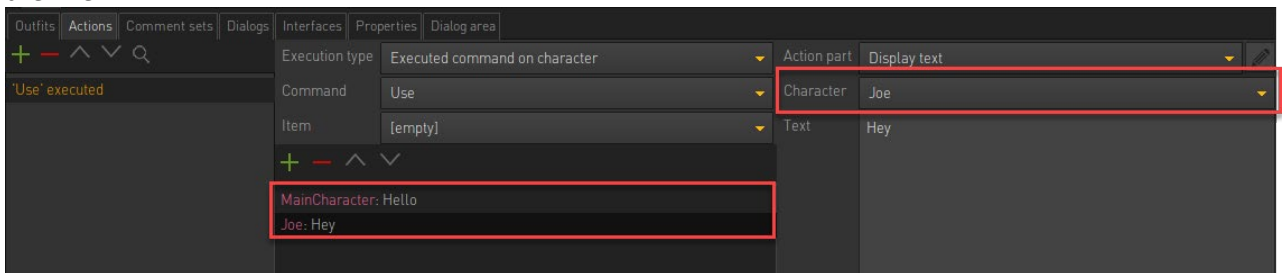 Outfits Actions Comment sets Dialogs Interfaces Properties Dialog area
Execution type Executed command on character Action part Display text
'Use' executed Command Use Character Joe
Item [empty] Text Hey
MainCharacter: Hello
Joe: Hey